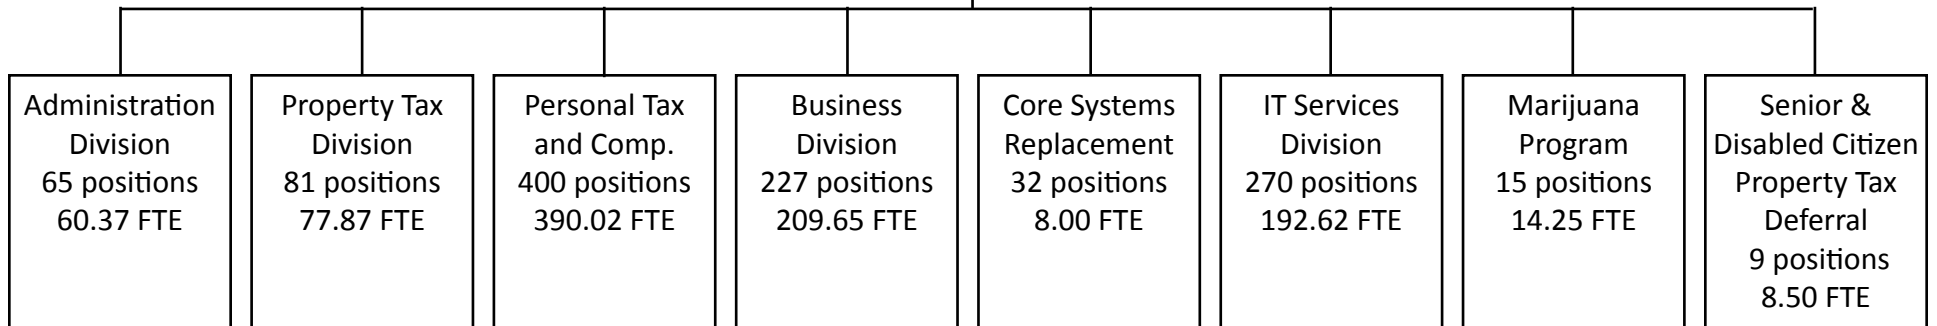 Administration
Division
65 positions
60.37 FTE
Property Tax
Division
81 positions
77.87 FTE
Personal Tax
and Comp.
400 positions
390.02 FTE
Business
Division
227 positions
209.65 FTE
Core Systems
Replacement
32 positions
8.00 FTE
IT Services
Division
270 positions
192.62 FTE
Marijuana
Program
15 positions
14.25 FTE
Senior &
Disabled Citizen
Property Tax
Deferral
9 positions
8.50 FTE